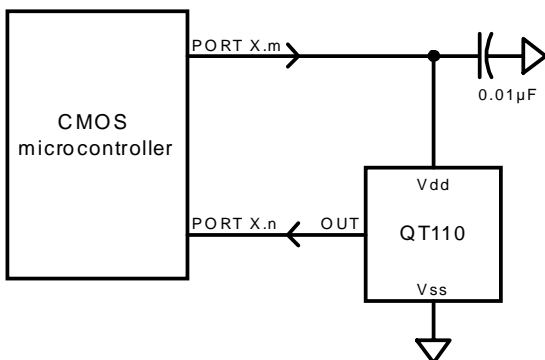 PORT X.m
0.01µF
CMOS
microcontroller
Vdd
PORT X.n
OUT
QT110
Vss